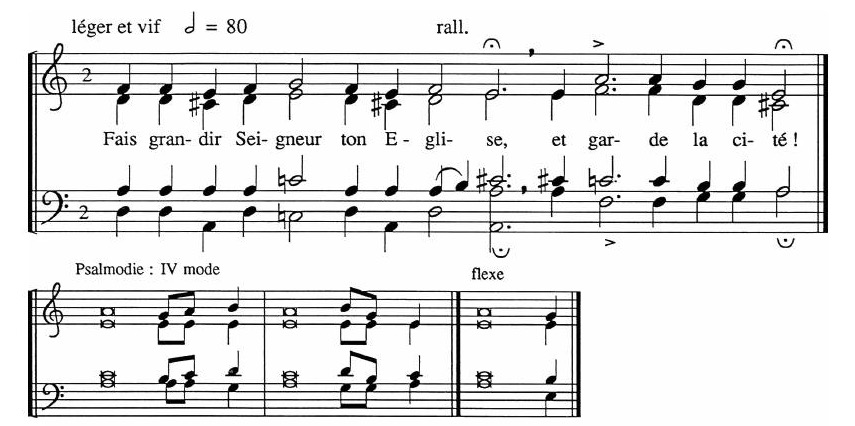 léger et vif 𝅗𝅥 = 80 rall.
Fais gran- dir Sei- gneur ton E - gli- se, et gar- de la ci- té !
Psalmodie : IV mode flexe